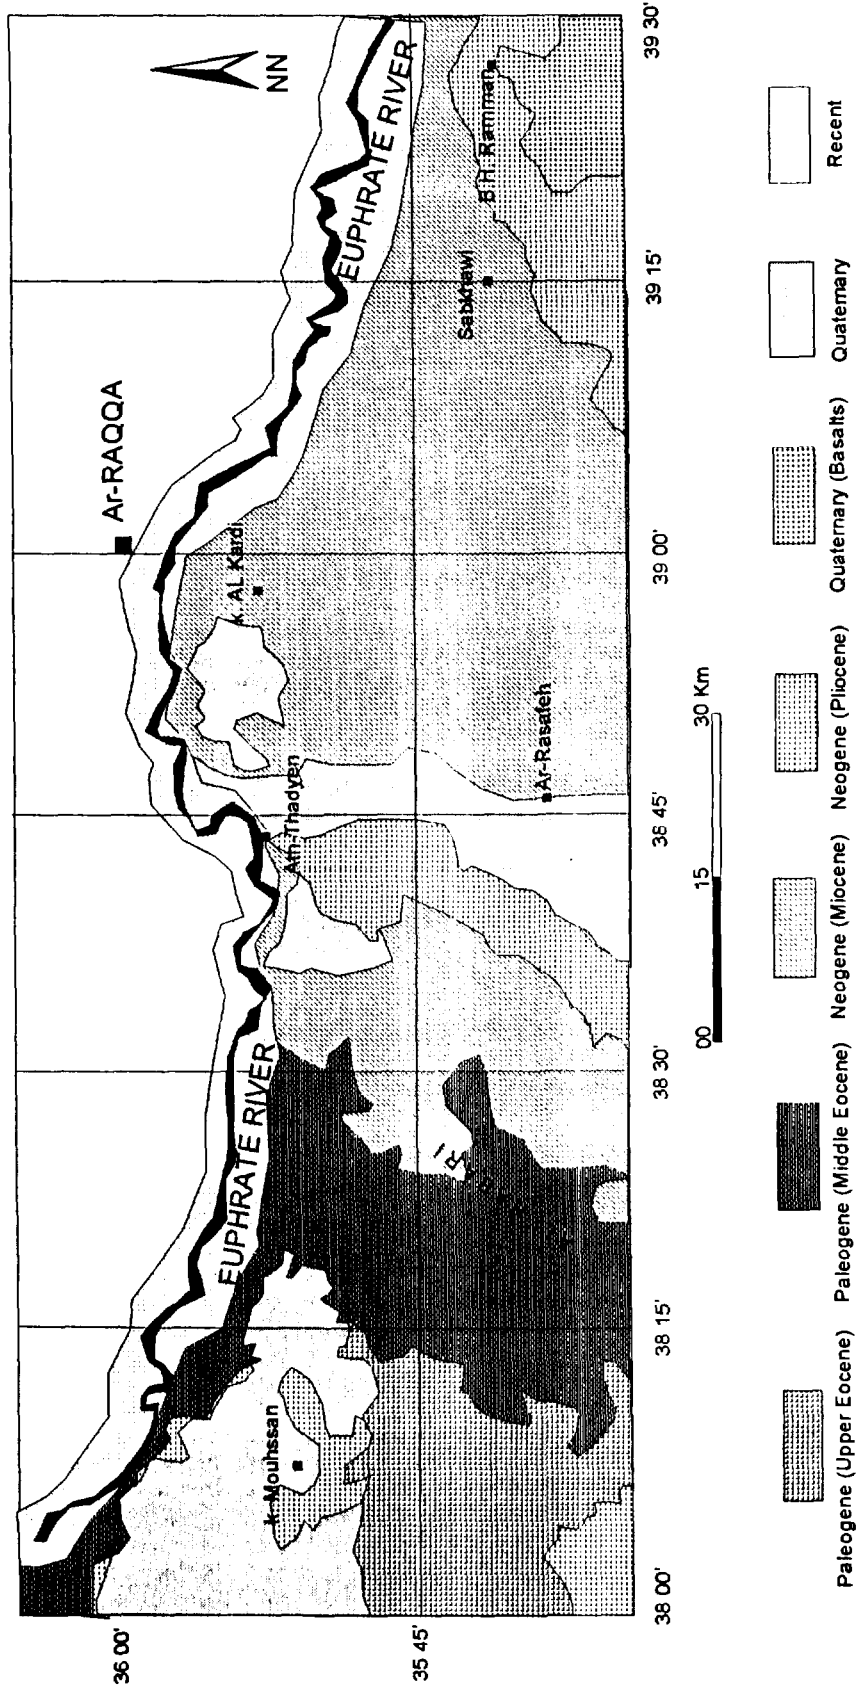 NN
Ar-RAQQA
EUPHRATE RIVER
EUPHRATE RIVER
k. AL Kardi
B.H. Ramman
Sabkhawi
Ath-Thadyen
Ar-Rasafeh
k. Mouhssan
36 00'
35 45'
38 00'
38 15'
38 30'
38 45'
39 00'
39 15'
39 30'
00
15
30 Km
Paleogene (Upper Eocene)
Paleogene (Middle Eocene)
Neogene (Miocene)
Neogene (Pliocene)
Quaternary (Basalts)
Quaternary
Recent